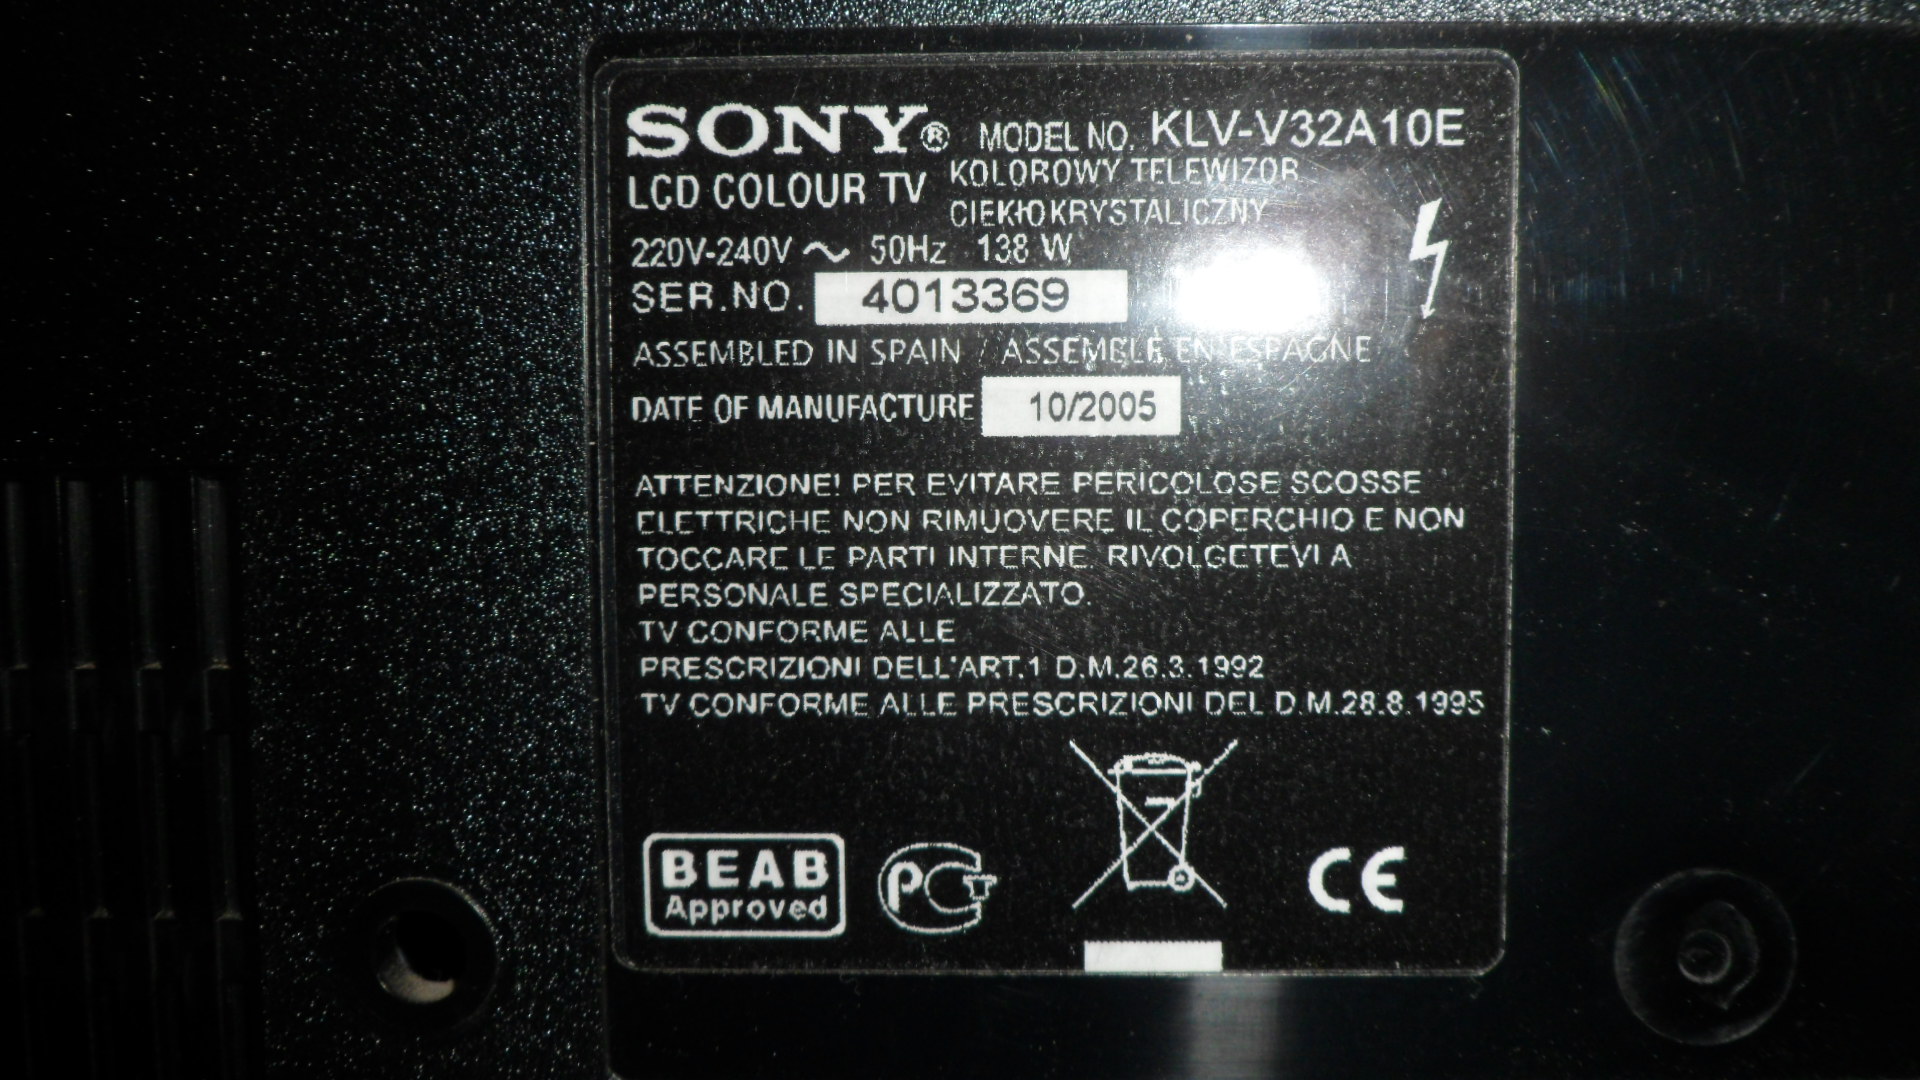 SONY® MODEL NO. KLV-V32A10E
LCD COLOUR TV KOLOROWY TELEWIZOR
CIEKŁOKRYSTALICZNY
220V-240V ~ 50Hz 138 W
SER.NO. 4013369
ASSEMBLED IN SPAIN / ASSEMBLÉ EN ESPAGNE
DATE OF MANUFACTURE 10/2005
ATTENZIONE! PER EVITARE PERICOLOSE SCOSSE
ELETTRICHE NON RIMUOVERE IL COPERCHIO E NON
TOCCARE LE PARTI INTERNE. RIVOLGETEVI A
PERSONALE SPECIALIZZATO.
TV CONFORME ALLE
PRESCRIZIONI DELL'ART.1 D.M.26.3.1992
TV CONFORME ALLE PRESCRIZIONI DEL D.M.28.8.1995
BEAB
Approved
PG
CE